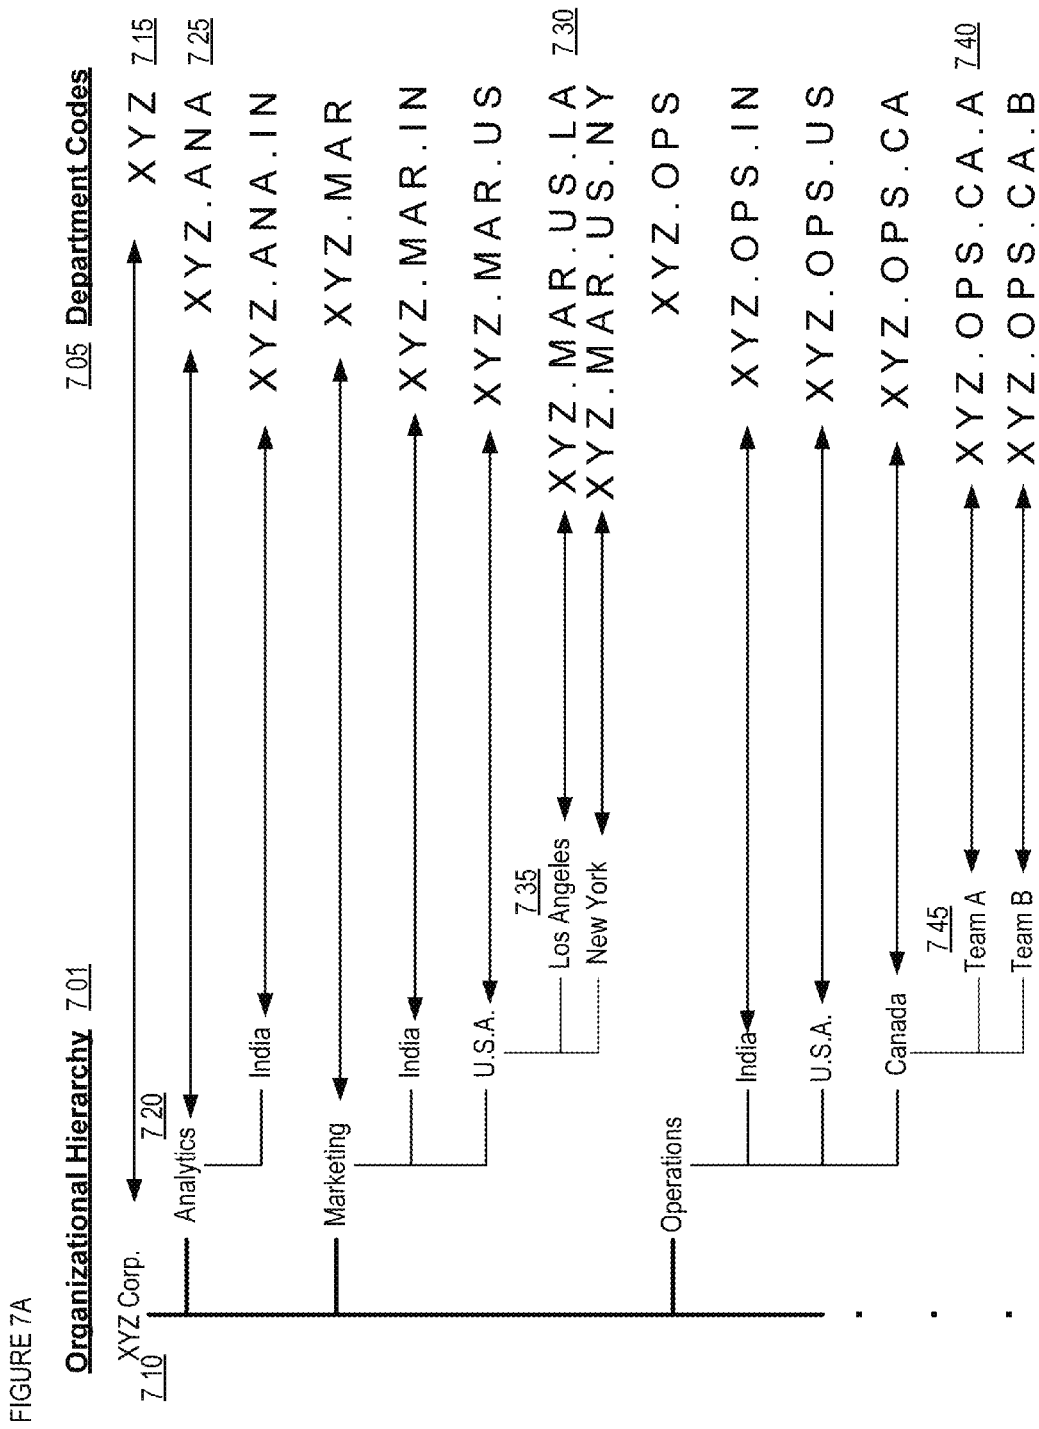 FIGURE 7A
Organizational Hierarchy 7.01 7.05 Department Codes
XYZ Corp. XYZ 7.15
7.10
7.20
Analytics XYZ.ANA 7.25
India XYZ.ANA.IN
Marketing XYZ.MAR
India XYZ.MAR.IN
U.S.A. XYZ.MAR.US
7.35
Los Angeles XYZ.MAR.US.LA 7.30
New York XYZ.MAR.US.NY
Operations XYZ.OPS
India XYZ.OPS.IN
U.S.A. XYZ.OPS.US
Canada XYZ.OPS.CA
7.45
Team A XYZ.OPS.CA.A 7.40
Team B XYZ.OPS.CA.B